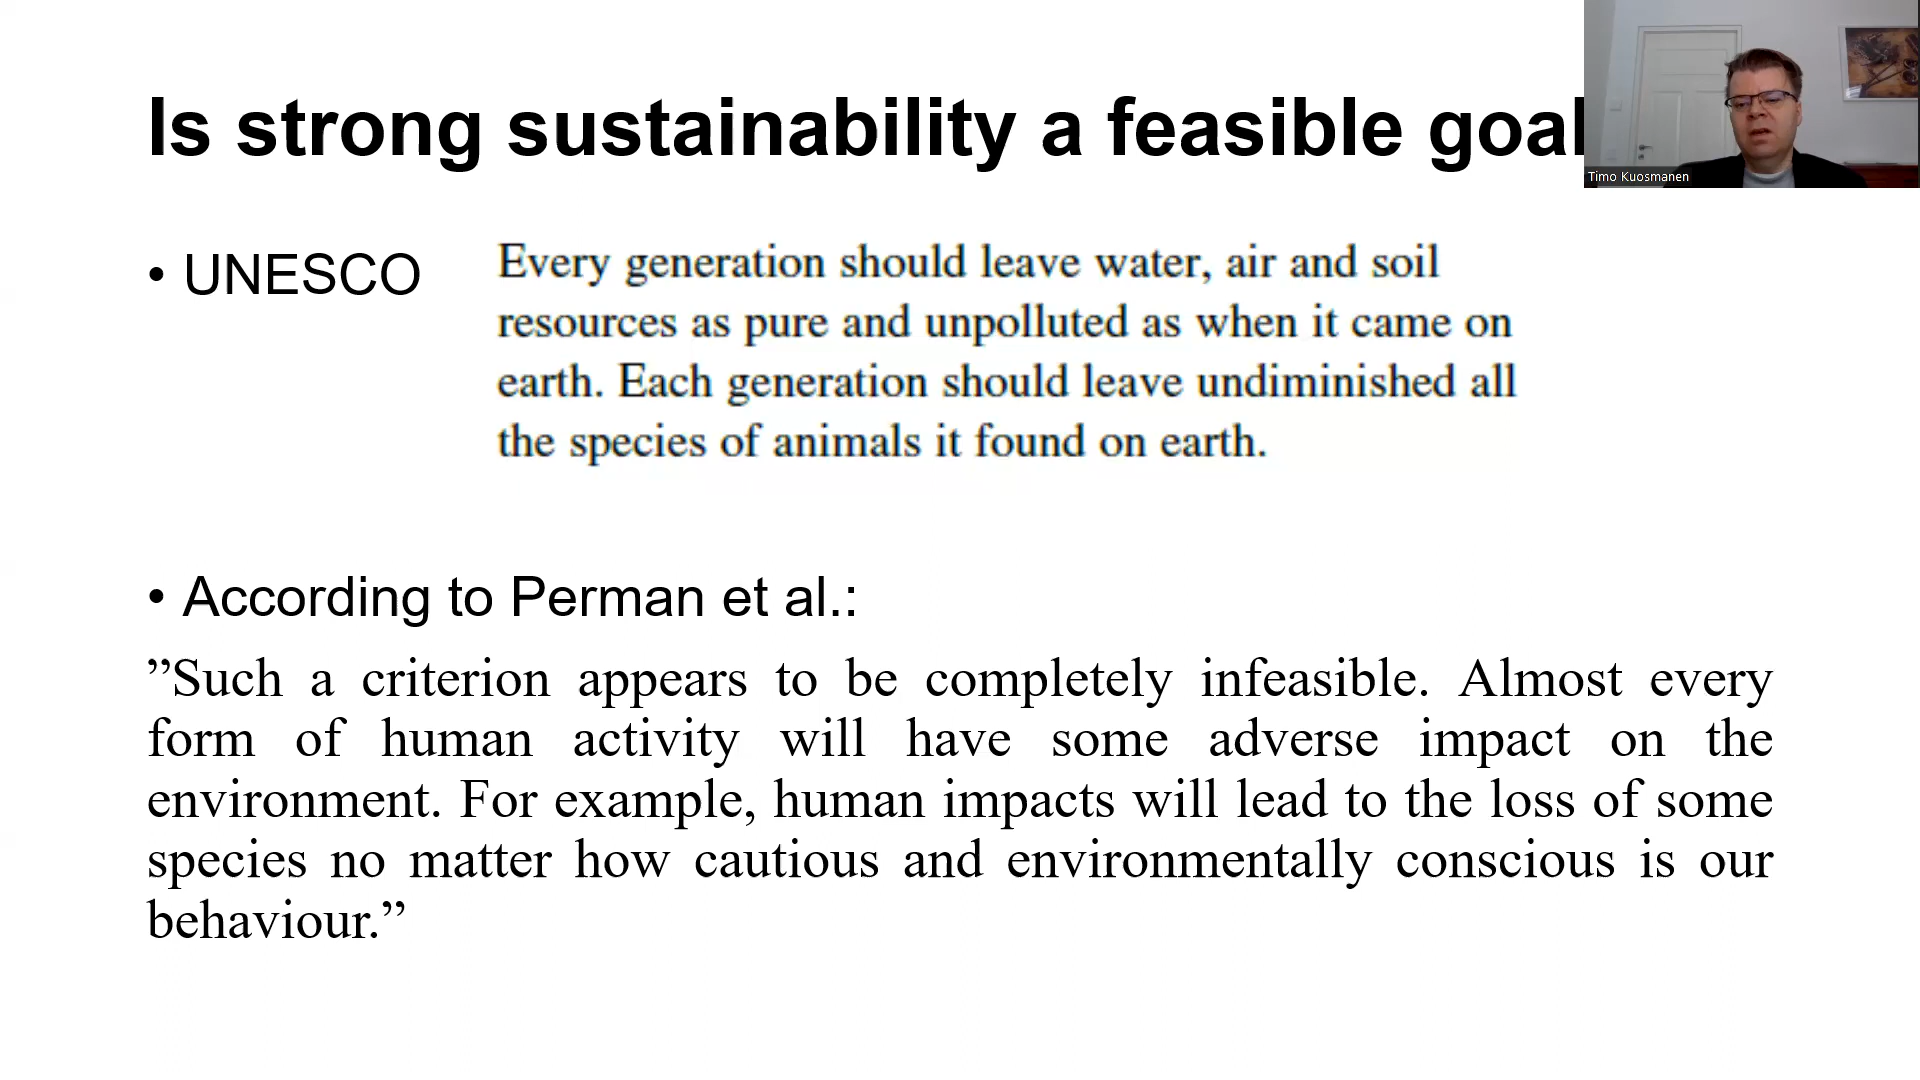 Is strong sustainability a feasible goal
Timo Kuosmanen
• UNESCO
Every generation should leave water, air and soil
resources as pure and unpolluted as when it came on
earth. Each generation should leave undiminished all
the species of animals it found on earth.
• According to Perman et al.:
”Such a criterion appears to be completely infeasible. Almost every
form of human activity will have some adverse impact on the
environment. For example, human impacts will lead to the loss of some
species no matter how cautious and environmentally conscious is our
behaviour.”